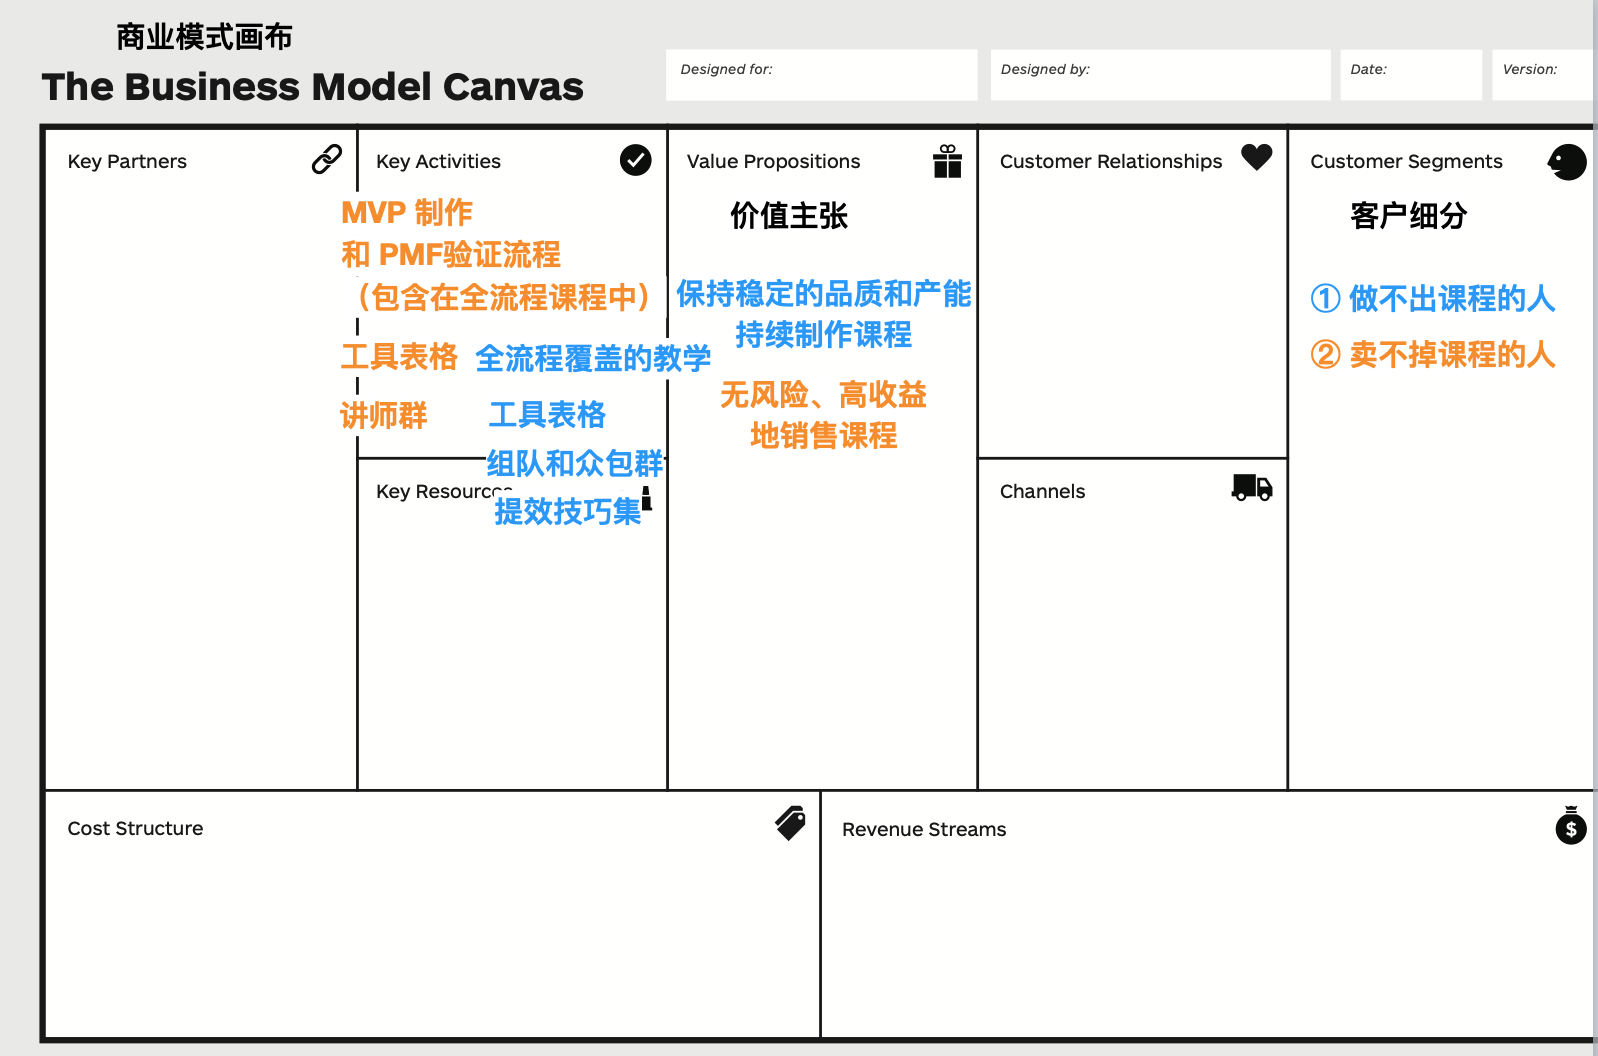 商业模式画布
The Business Model Canvas
Designed for:
Designed by:
Date:
Version:
Key Partners
Key Activities
MVP 制作
和 PMF验证流程
（包含在全流程课程中）
工具表格
讲师群
全流程覆盖的教学
工具表格
组队和众包群
提效技巧集
Key Resources
Value Propositions
价值主张
保持稳定的品质和产能
持续制作课程
无风险、高收益
地销售课程
Customer Relationships
Channels
Customer Segments
客户细分
① 做不出课程的人
② 卖不掉课程的人
Cost Structure
Revenue Streams
$